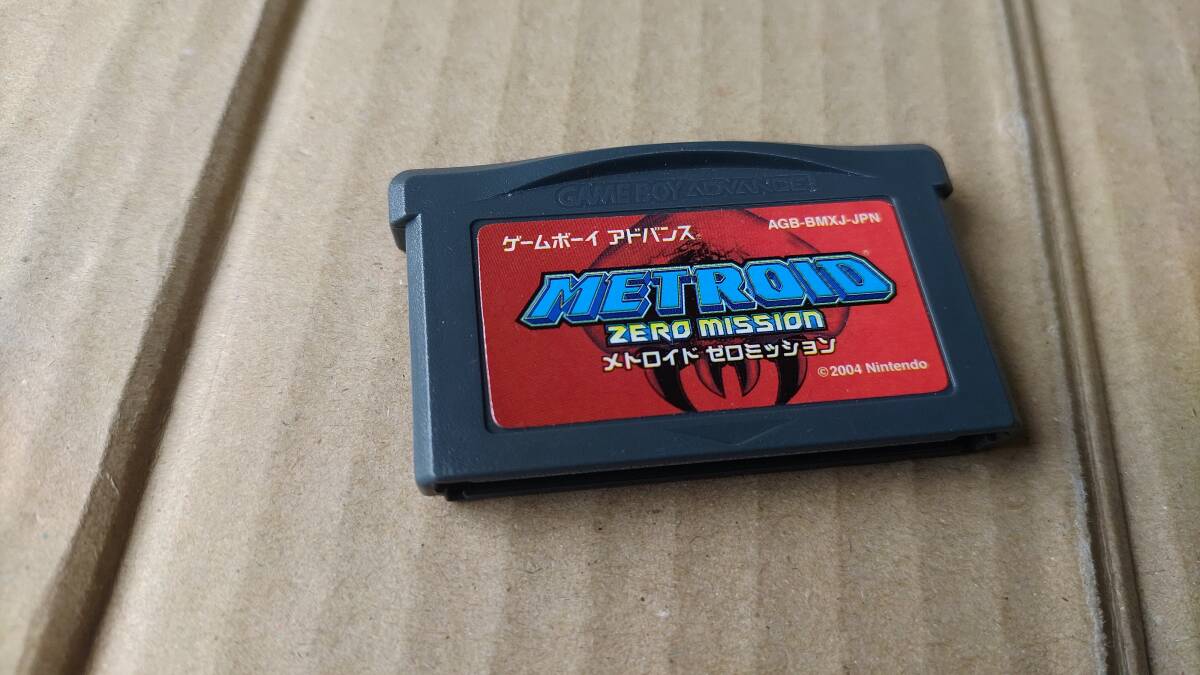 GAME BOY ADVANCE
ゲームボーイ アドバンス
AGB-BMXJ-JPN
METROID
ZERO MISSION
メトロイド ゼロミッション
©2004 Nintendo